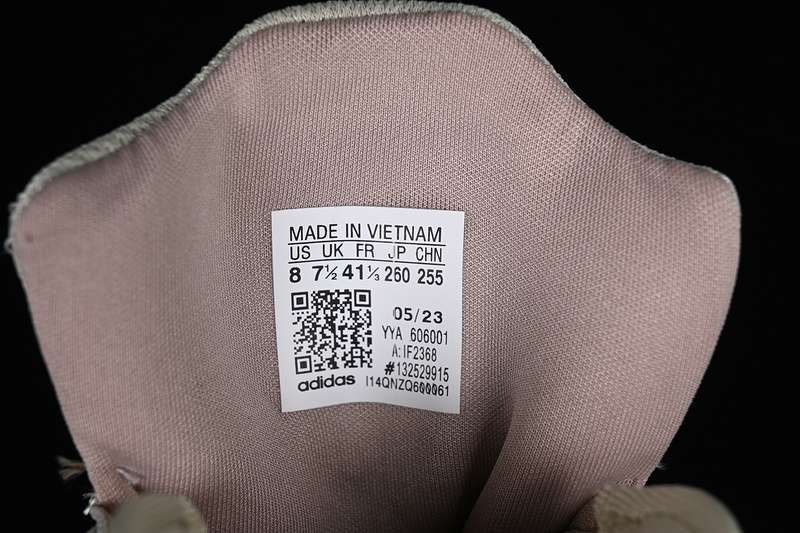 MADE IN VIETNAM
US UK FR JP CHN
8 7½ 41⅓ 260 255
05/23
YYA 606001
A:IF2368
#132529915
adidas I14QNZQ600061